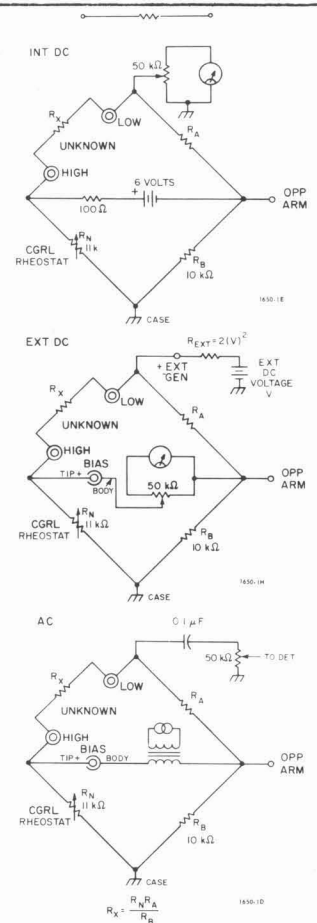 INT DC
50 kΩ
RX
LOW
RA
UNKNOWN
HIGH
6 VOLTS
+
100Ω
OPP
ARM
RN
11 k
CGRL
RHEOSTAT
RB
10 kΩ
CASE
1650-1E
EXT DC
REXT = 2(V)²
+ EXT
GEN
EXT
DC
VOLTAGE
V
RX
LOW
RA
UNKNOWN
HIGH
BIAS
TIP+
BODY
50 kΩ
OPP
ARM
RN
11 kΩ
CGRL
RHEOSTAT
RB
10 kΩ
CASE
1650-1H
AC
0.1 µF
50 kΩ
TO DET
RX
LOW
RA
UNKNOWN
HIGH
BIAS
TIP+ BODY
OPP
ARM
RN
11 kΩ
CGRL
RHEOSTAT
RB
10 kΩ
CASE
RX = RNRA / RB
1650-1D